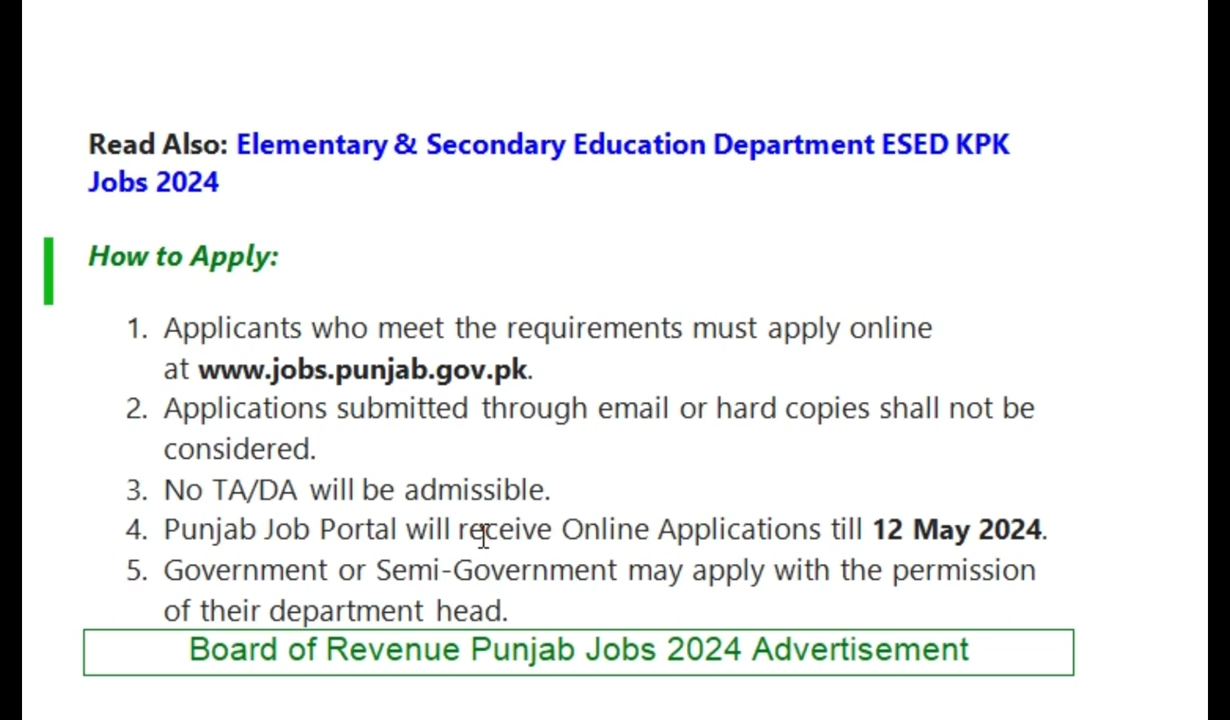 Read Also: Elementary & Secondary Education Department ESED KPK
Jobs 2024
How to Apply:
1. Applicants who meet the requirements must apply online
at www.jobs.punjab.gov.pk.
2. Applications submitted through email or hard copies shall not be
considered.
3. No TA/DA will be admissible.
4. Punjab Job Portal will receive Online Applications till 12 May 2024.
5. Government or Semi-Government may apply with the permission
of their department head.
Board of Revenue Punjab Jobs 2024 Advertisement